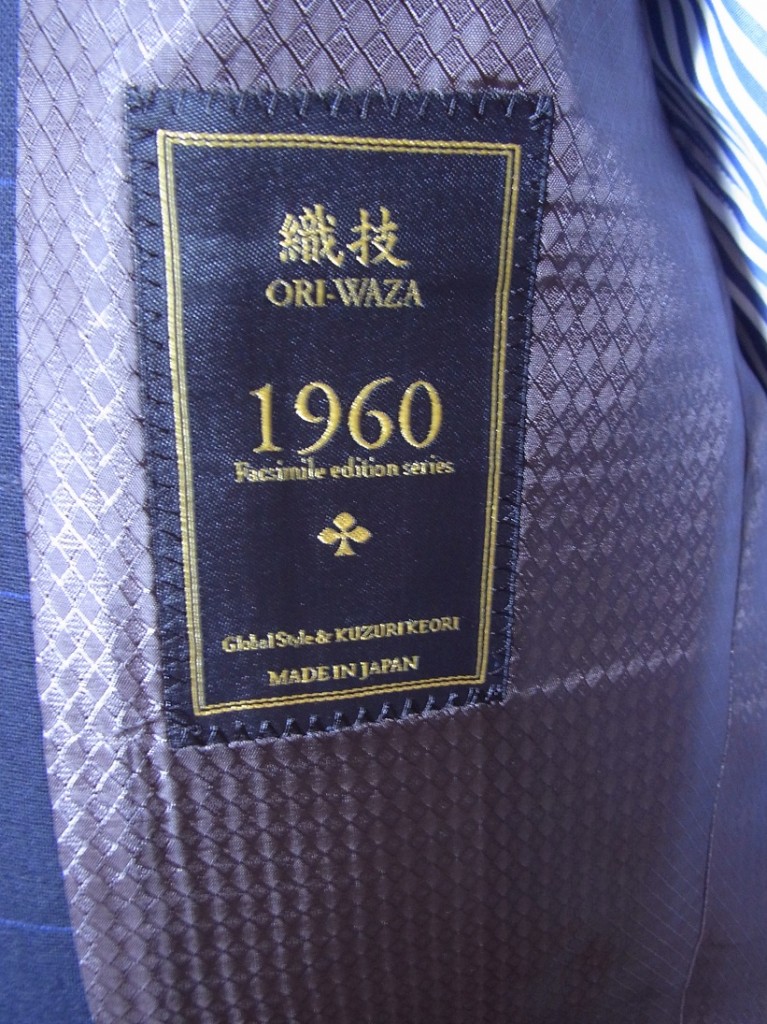 織技
ORI-WAZA
1960
Facsimile edition series
Global Style & KUZURI KEORI
MADE IN JAPAN